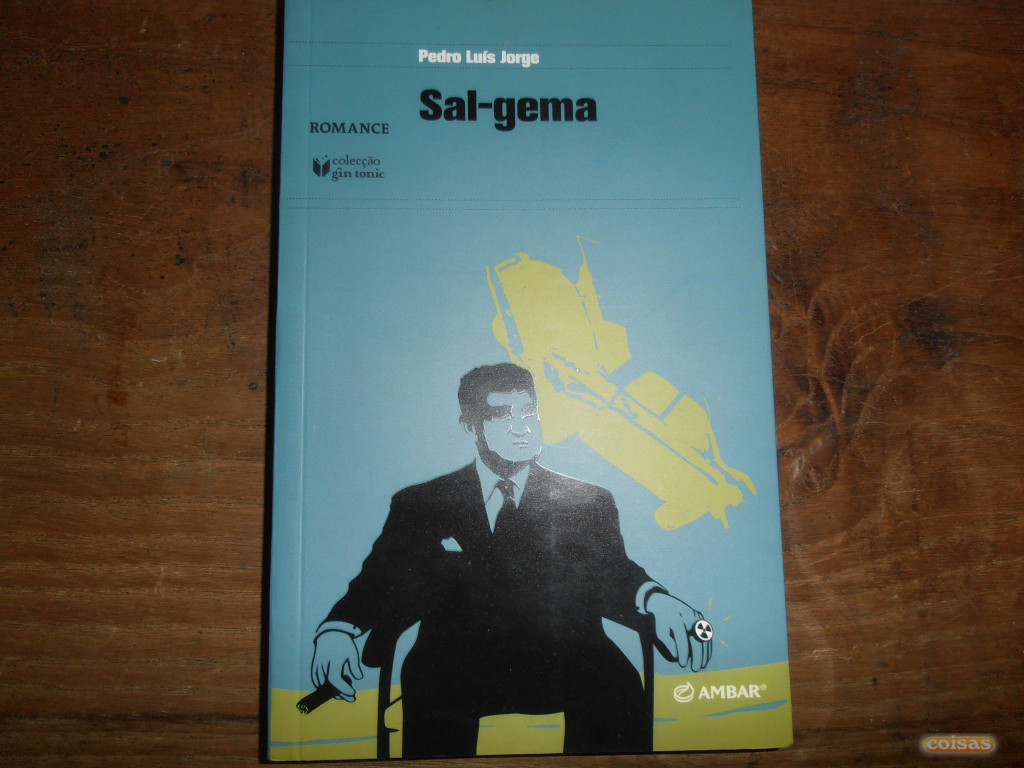 Pedro Luís Jorge
Sal-gema
ROMANCE
colecção
gin tonic
AMBAR®
coisas